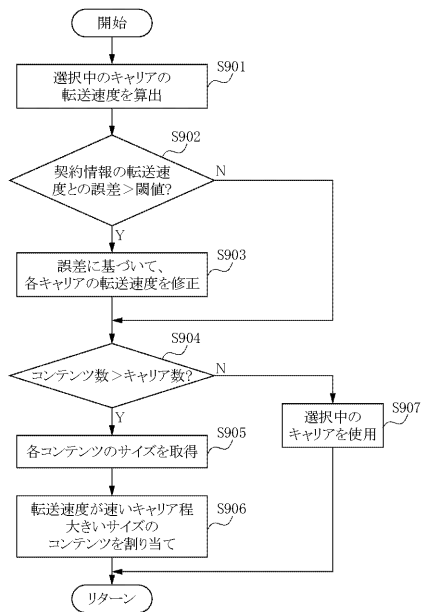 開始
選択中のキャリアの
転送速度を算出
S901
契約情報の転送速
度との誤差＞閾値?
S902
N
Y
誤差に基づいて、
各キャリアの転送速度を修正
S903
コンテンツ数＞キャリア数?
S904
N
Y
各コンテンツのサイズを取得
S905
選択中の
キャリアを使用
S907
転送速度が速いキャリア程
大きいサイズの
コンテンツを割り当て
S906
リターン